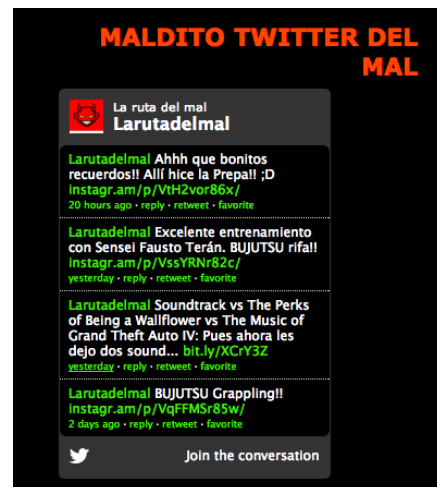 MALDITO TWITTER DEL
MAL
La ruta del mal
Larutadelmal
Larutadelmal Ahhh que bonitos
recuerdos!! Allí hice la Prepa!! ;D
instagr.am/p/VtH2vor86x/
20 hours ago · reply · retweet · favorite
Larutadelmal Excelente entrenamiento
con Sensei Fausto Terán. BUJUTSU rifa!!
instagr.am/p/VssYRNr82c/
yesterday · reply · retweet · favorite
Larutadelmal Soundtrack vs The Perks
of Being a Wallflower vs The Music of
Grand Theft Auto IV: Pues ahora les
dejo dos sound... bit.ly/XCrY3Z
yesterday · reply · retweet · favorite
Larutadelmal BUJUTSU Grappling!!
instagr.am/p/VqFFMSr85w/
2 days ago · reply · retweet · favorite
Join the conversation